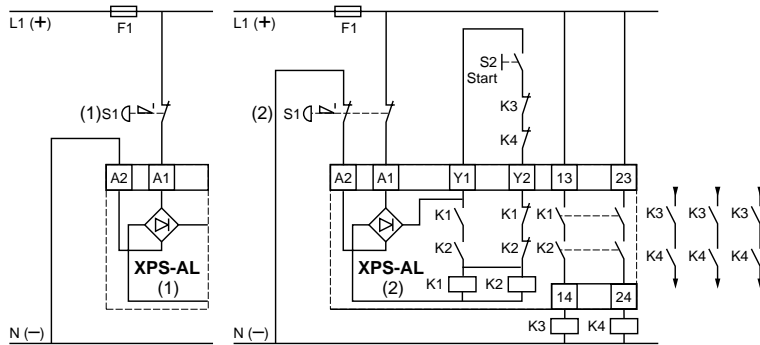 L1 (+)
F1
(1) S1
A2 A1
XPS-AL
(1)
N (–)
L1 (+)
F1
S2
Start
(2) S1
K3
K4
A2 A1 Y1 Y2 13 23
K1 K1 K1
K2 K2 K2
XPS-AL
(2)
K1 K2
14 24
K3 K4
N (–)
K3 K3 K3
K4 K4 K4